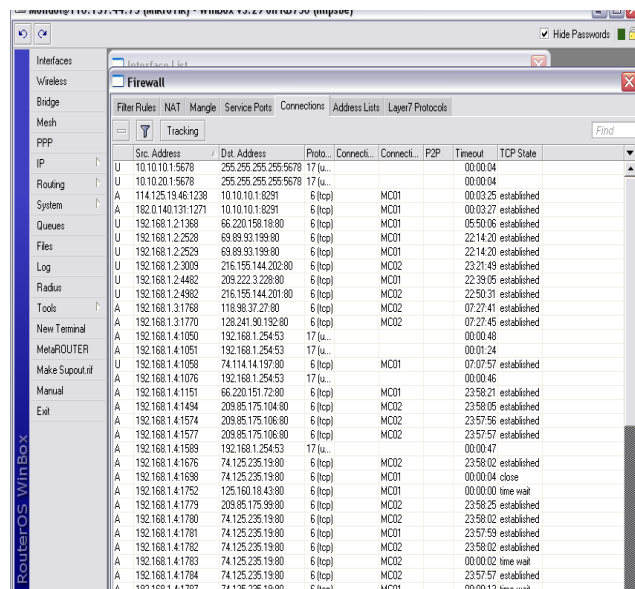 Hide Passwords
Interfaces
Wireless
Bridge
Mesh
PPP
IP
Routing
System
Queues
Files
Log
Radius
Tools
New Terminal
MetaROUTER
Make Supout.rif
Manual
Exit
RouterOS WinBox
Interface List
Firewall
Filter Rules NAT Mangle Service Ports Connections Address Lists Layer7 Protocols
Tracking Find
Src. Address Dst. Address Proto... Connecti... Connecti... P2P Timeout TCP State
U 10.10.10.1:5678 255.255.255.255:5678 17 (u... 00:00:04
U 10.10.20.1:5678 255.255.255.255:5678 17 (u... 00:00:04
A 114.125.19.46:1238 10.10.10.1:8291 6 (tcp) MC01 00:03:25 established
A 182.0.140.131:1271 10.10.10.1:8291 6 (tcp) MC01 00:03:27 established
U 192.168.1.2:1368 66.220.158.18:80 6 (tcp) MC01 05:50:06 established
U 192.168.1.2:2528 69.89.93.199:80 6 (tcp) MC01 22:14:20 established
U 192.168.1.2:2529 69.89.93.199:80 6 (tcp) MC01 22:14:20 established
U 192.168.1.2:3009 216.155.144.202:80 6 (tcp) MC02 23:21:49 established
U 192.168.1.2:4482 209.222.3.228:80 6 (tcp) MC01 22:39:05 established
U 192.168.1.2:4982 216.155.144.201:80 6 (tcp) MC02 22:50:31 established
A 192.168.1.3:1768 118.98.37.27:80 6 (tcp) MC02 07:27:41 established
A 192.168.1.3:1770 128.241.90.192:80 6 (tcp) MC02 07:27:45 established
A 192.168.1.4:1050 192.168.1.254:53 17 (u... 00:00:48
A 192.168.1.4:1051 192.168.1.254:53 17 (u... 00:01:24
U 192.168.1.4:1058 74.114.14.197:80 6 (tcp) MC01 07:07:57 established
A 192.168.1.4:1076 192.168.1.254:53 17 (u... 00:00:46
A 192.168.1.4:1151 66.220.151.72:80 6 (tcp) MC01 23:58:21 established
A 192.168.1.4:1494 209.85.175.104:80 6 (tcp) MC02 23:58:05 established
A 192.168.1.4:1574 209.85.175.106:80 6 (tcp) MC02 23:57:56 established
A 192.168.1.4:1577 209.85.175.106:80 6 (tcp) MC02 23:57:57 established
A 192.168.1.4:1589 192.168.1.254:53 17 (u... 00:00:47
A 192.168.1.4:1676 74.125.235.19:80 6 (tcp) MC02 23:58:02 established
A 192.168.1.4:1698 74.125.235.19:80 6 (tcp) MC01 00:00:04 close
A 192.168.1.4:1752 125.160.18.43:80 6 (tcp) MC01 00:00:00 time wait
A 192.168.1.4:1779 209.85.175.99:80 6 (tcp) MC02 23:58:25 established
A 192.168.1.4:1780 74.125.235.19:80 6 (tcp) MC02 23:58:02 established
A 192.168.1.4:1781 74.125.235.19:80 6 (tcp) MC01 23:57:59 established
A 192.168.1.4:1782 74.125.235.19:80 6 (tcp) MC02 23:58:02 established
A 192.168.1.4:1783 74.125.235.19:80 6 (tcp) MC02 00:00:02 time wait
A 192.168.1.4:1784 74.125.235.19:80 6 (tcp) MC02 23:57:57 established